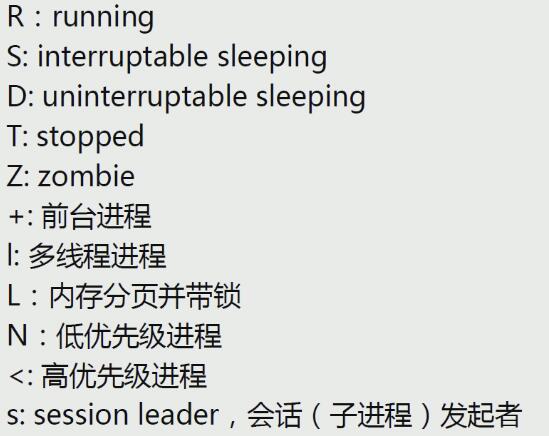 R：running
S: interruptable sleeping
D: uninterruptable sleeping
T: stopped
Z: zombie
+: 前台进程
l: 多线程进程
L：内存分页并带锁
N：低优先级进程
<: 高优先级进程
s: session leader，会话（子进程）发起者